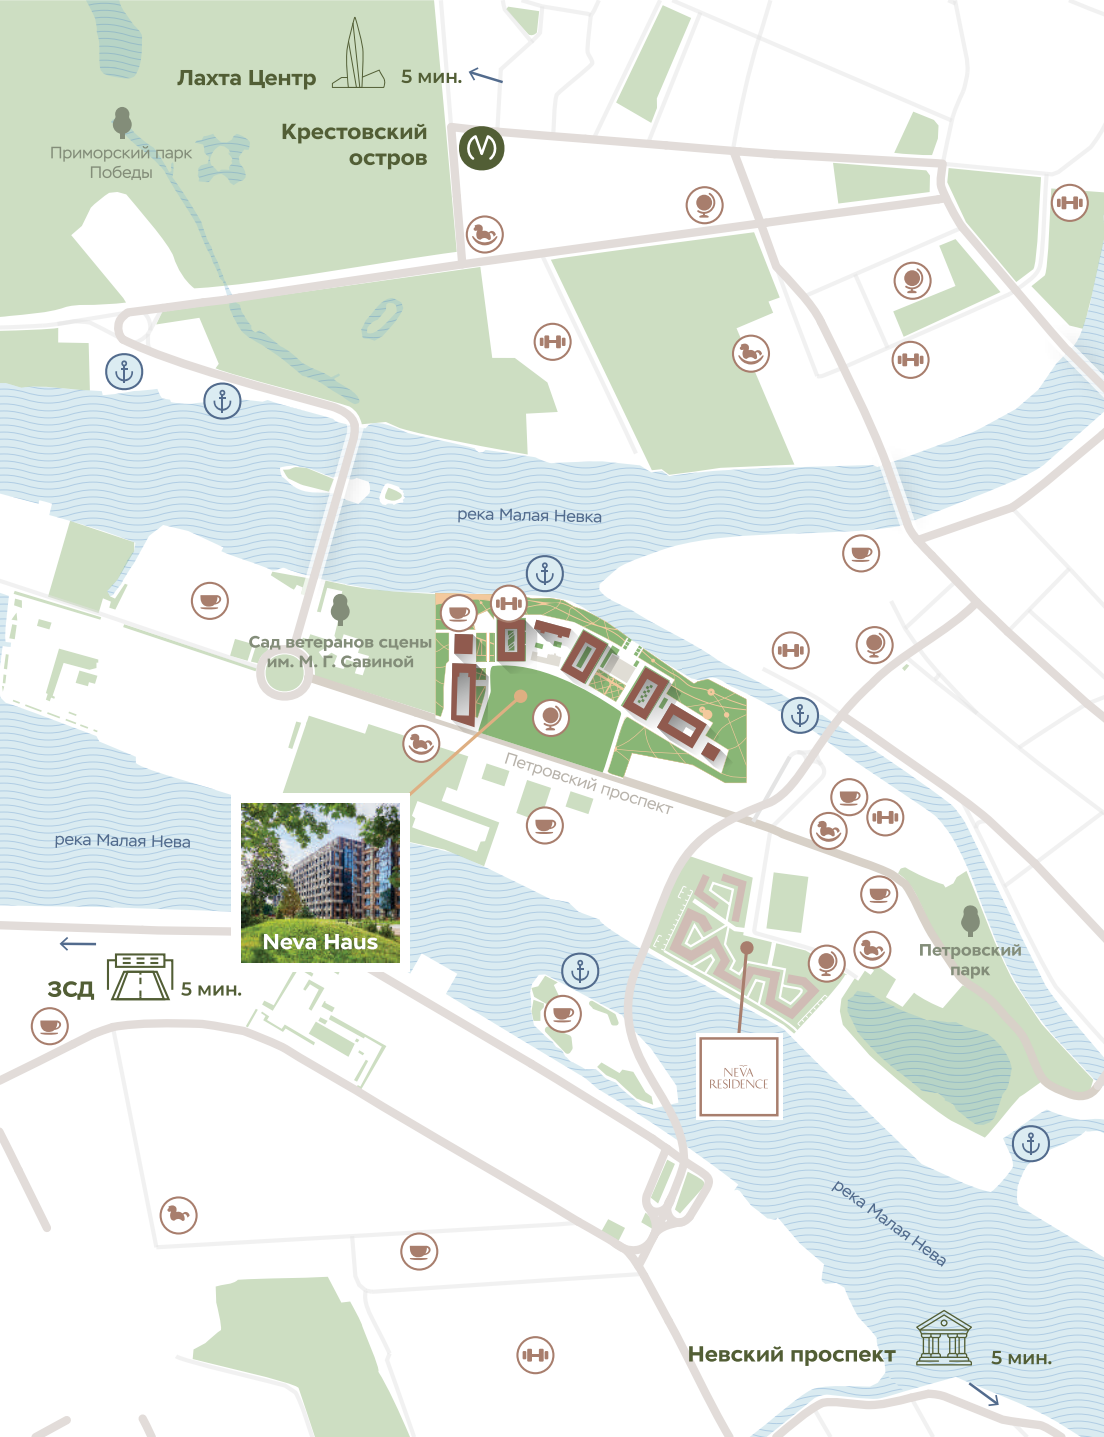 Лахта Центр
5 мин.
Крестовский
остров
Приморский парк
Победы
река Малая Невка
Сад ветеранов сцены
им. М. Г. Савиной
Петровский проспект
река Малая Нева
Neva Haus
Петровский
парк
ЗСД
5 мин.
NEVA
RESIDENCE
река Малая Нева
Невский проспект
5 мин.